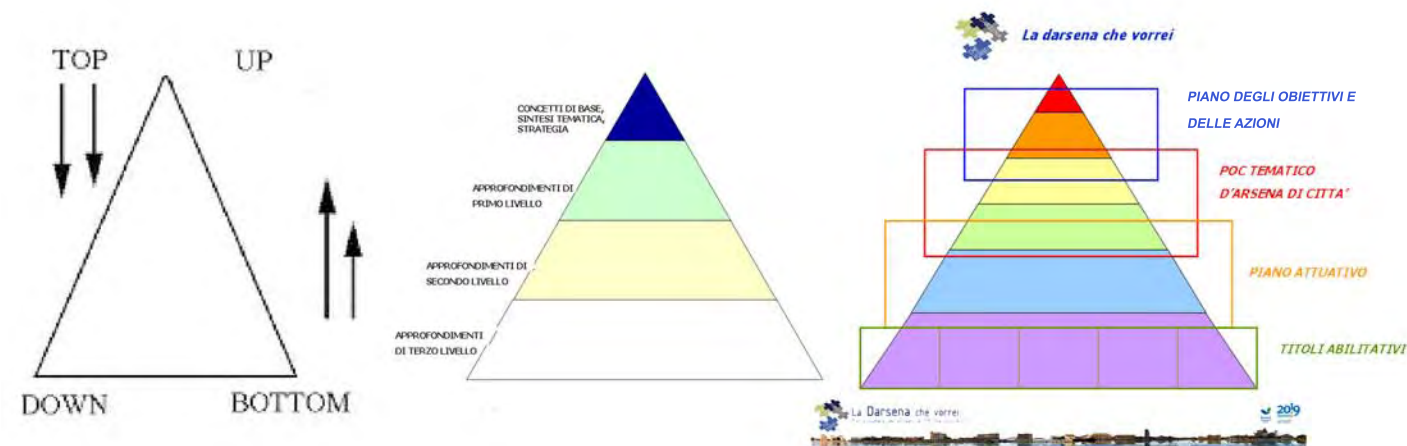 TOP UP
DOWN BOTTOM
CONCETTI DI BASE,
SINTESI TEMATICA,
STRATEGIA
APPROFONDIMENTI DI
PRIMO LIVELLO
APPROFONDIMENTI DI
SECONDO LIVELLO
APPROFONDIMENTI
DI TERZO LIVELLO
La darsena che vorrei
PIANO DEGLI OBIETTIVI E
DELLE AZIONI
POC TEMATICO
D'ARSENA DI CITTA'
PIANO ATTUATIVO
TITOLI ABILITATIVI
La Darsena che vorrei
2019